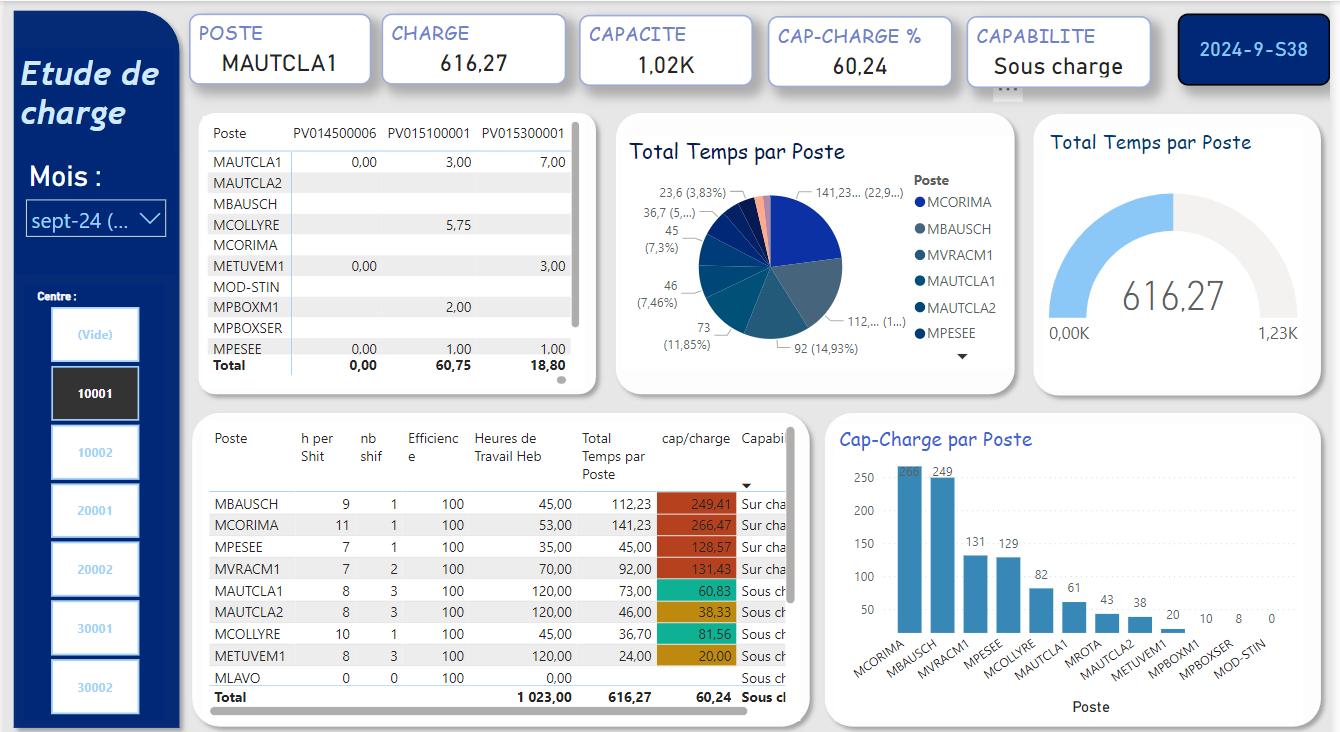 Etude de
charge
Mois :
sept-24 (...
Centre :
(Vide)
10001
10002
20001
20002
30001
30002
POSTE
MAUTCLA1
CHARGE
616,27
CAPACITE
1,02K
CAP-CHARGE %
60,24
CAPABILITE
Sous charge
...
2024-9-S38
Poste PV014500006 PV015100001 PV015300001
MAUTCLA1 0,00 3,00 7,00
MAUTCLA2
MBAUSCH
MCOLLYRE 5,75
MCORIMA
METUVEM1 0,00 3,00
MOD-STIN
MPBOXM1 2,00
MPBOXSER
MPESEE 0,00 1,00 1,00
Total 0,00 60,75 18,80
Total Temps par Poste
23,6 (3,83%)
36,7 (5,...)
45
(7,3%)
46
(7,46%)
73
(11,85%)
141,23... (22,9...)
112,... (1...)
92 (14,93%)
Poste
MCORIMA
MBAUSCH
MVRACM1
MAUTCLA1
MAUTCLA2
MPESEE
Total Temps par Poste
616,27
0,00K 1,23K
Poste h per nb Efficienc Heures de Total cap/charge Capabi
Shit shif e Travail Heb Temps par
Poste
MBAUSCH 9 1 100 45,00 112,23 249,41 Sur cha
MCORIMA 11 1 100 53,00 141,23 266,47 Sur cha
MPESEE 7 1 100 35,00 45,00 128,57 Sur cha
MVRACM1 7 2 100 70,00 92,00 131,43 Sur cha
MAUTCLA1 8 3 100 120,00 73,00 60,83 Sous ch
MAUTCLA2 8 3 100 120,00 46,00 38,33 Sous ch
MCOLLYRE 10 1 100 45,00 36,70 81,56 Sous ch
METUVEM1 8 3 100 120,00 24,00 20,00 Sous ch
MLAVO 0 0 100 0,00 Sous ch
Total 1 023,00 616,27 60,24 Sous cl
Cap-Charge par Poste
250
200
150
100
50
266 249 131 129 82 61 43 38 20 10 8 0
MCORIMA MBAUSCH MVRACM1 MPESEE MCOLLYRE MAUTCLA1 MROTA MAUTCLA2 METUVEM1 MPBOXM1 MPBOXSER MOD-STIN
Poste